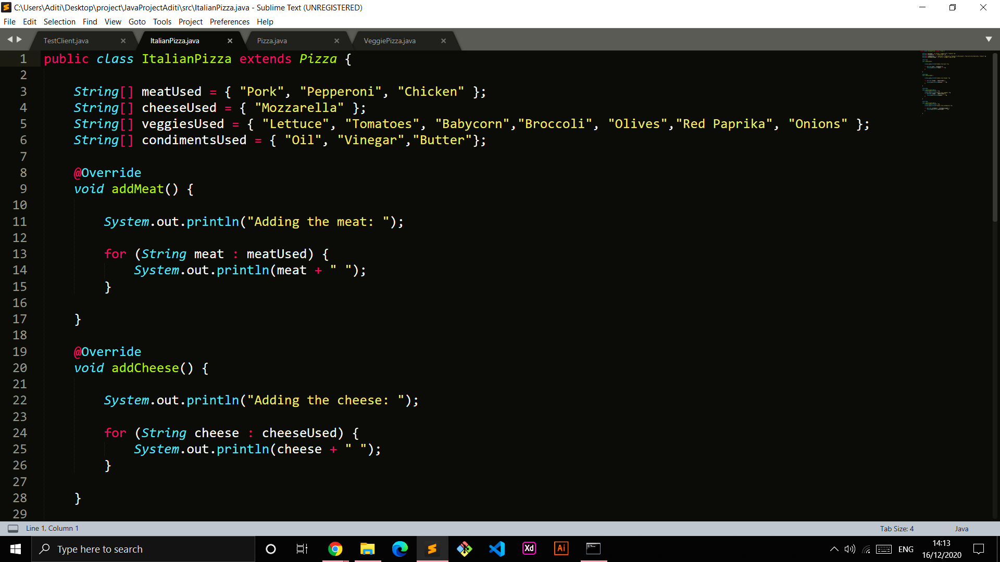 C:\Users\Aditi\Desktop\project\JavaProjectAditi\src\ItalianPizza.java - Sublime Text (UNREGISTERED)
File Edit Selection Find View Goto Tools Project Preferences Help
TestClient.java ItalianPizza.java Pizza.java VeggiePizza.java
1 public class ItalianPizza extends Pizza {
2
3 String[] meatUsed = { "Pork", "Pepperoni", "Chicken" };
4 String[] cheeseUsed = { "Mozzarella" };
5 String[] veggiesUsed = { "Lettuce", "Tomatoes", "Babycorn","Broccoli", "Olives","Red Paprika", "Onions" };
6 String[] condimentsUsed = { "Oil", "Vinegar","Butter"};
7
8 @Override
9 void addMeat() {
10
11 System.out.println("Adding the meat: ");
12
13 for (String meat : meatUsed) {
14 System.out.println(meat + " ");
15 }
16
17 }
18
19 @Override
20 void addCheese() {
21
22 System.out.println("Adding the cheese: ");
23
24 for (String cheese : cheeseUsed) {
25 System.out.println(cheese + " ");
26 }
27
28 }
29
Line 1, Column 1 Tab Size: 4 Java
Type here to search
Xd Ai
ENG
14:13
16/12/2020